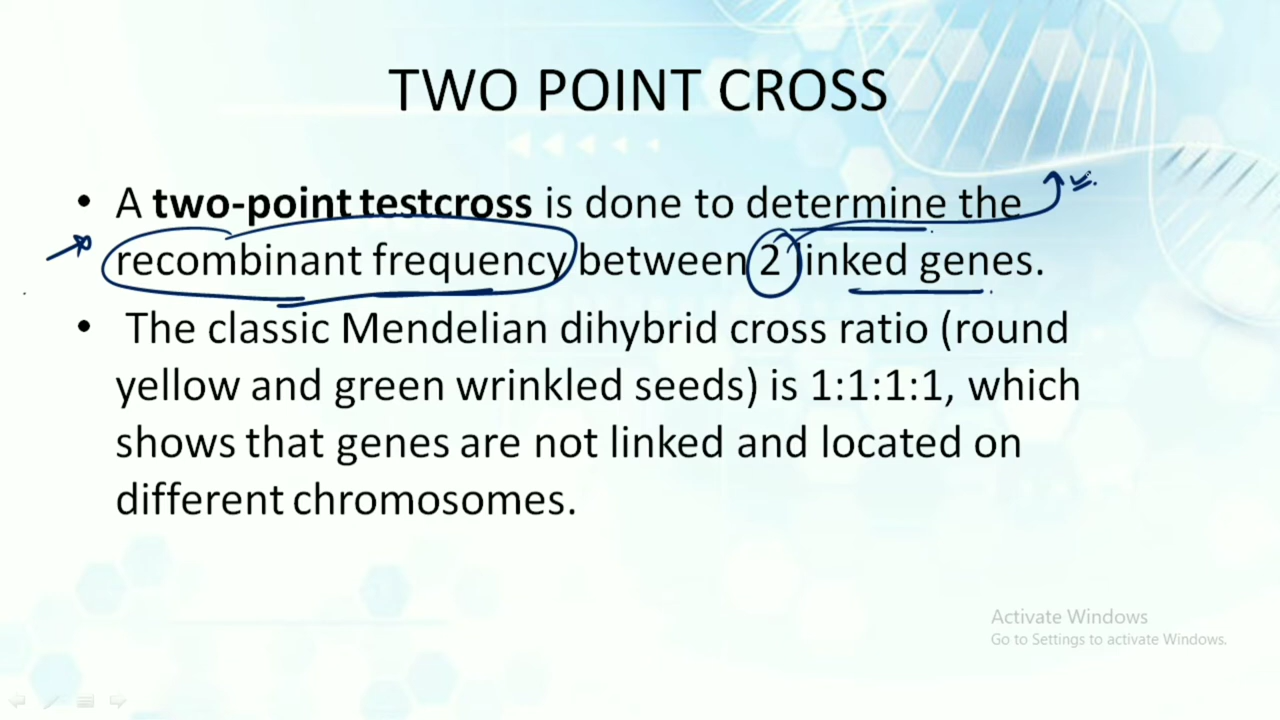 TWO POINT CROSS
• A two-point testcross is done to determine the
recombinant frequency between 2 linked genes.
• The classic Mendelian dihybrid cross ratio (round
yellow and green wrinkled seeds) is 1:1:1:1, which
shows that genes are not linked and located on
different chromosomes.
Activate Windows
Go to Settings to activate Windows.